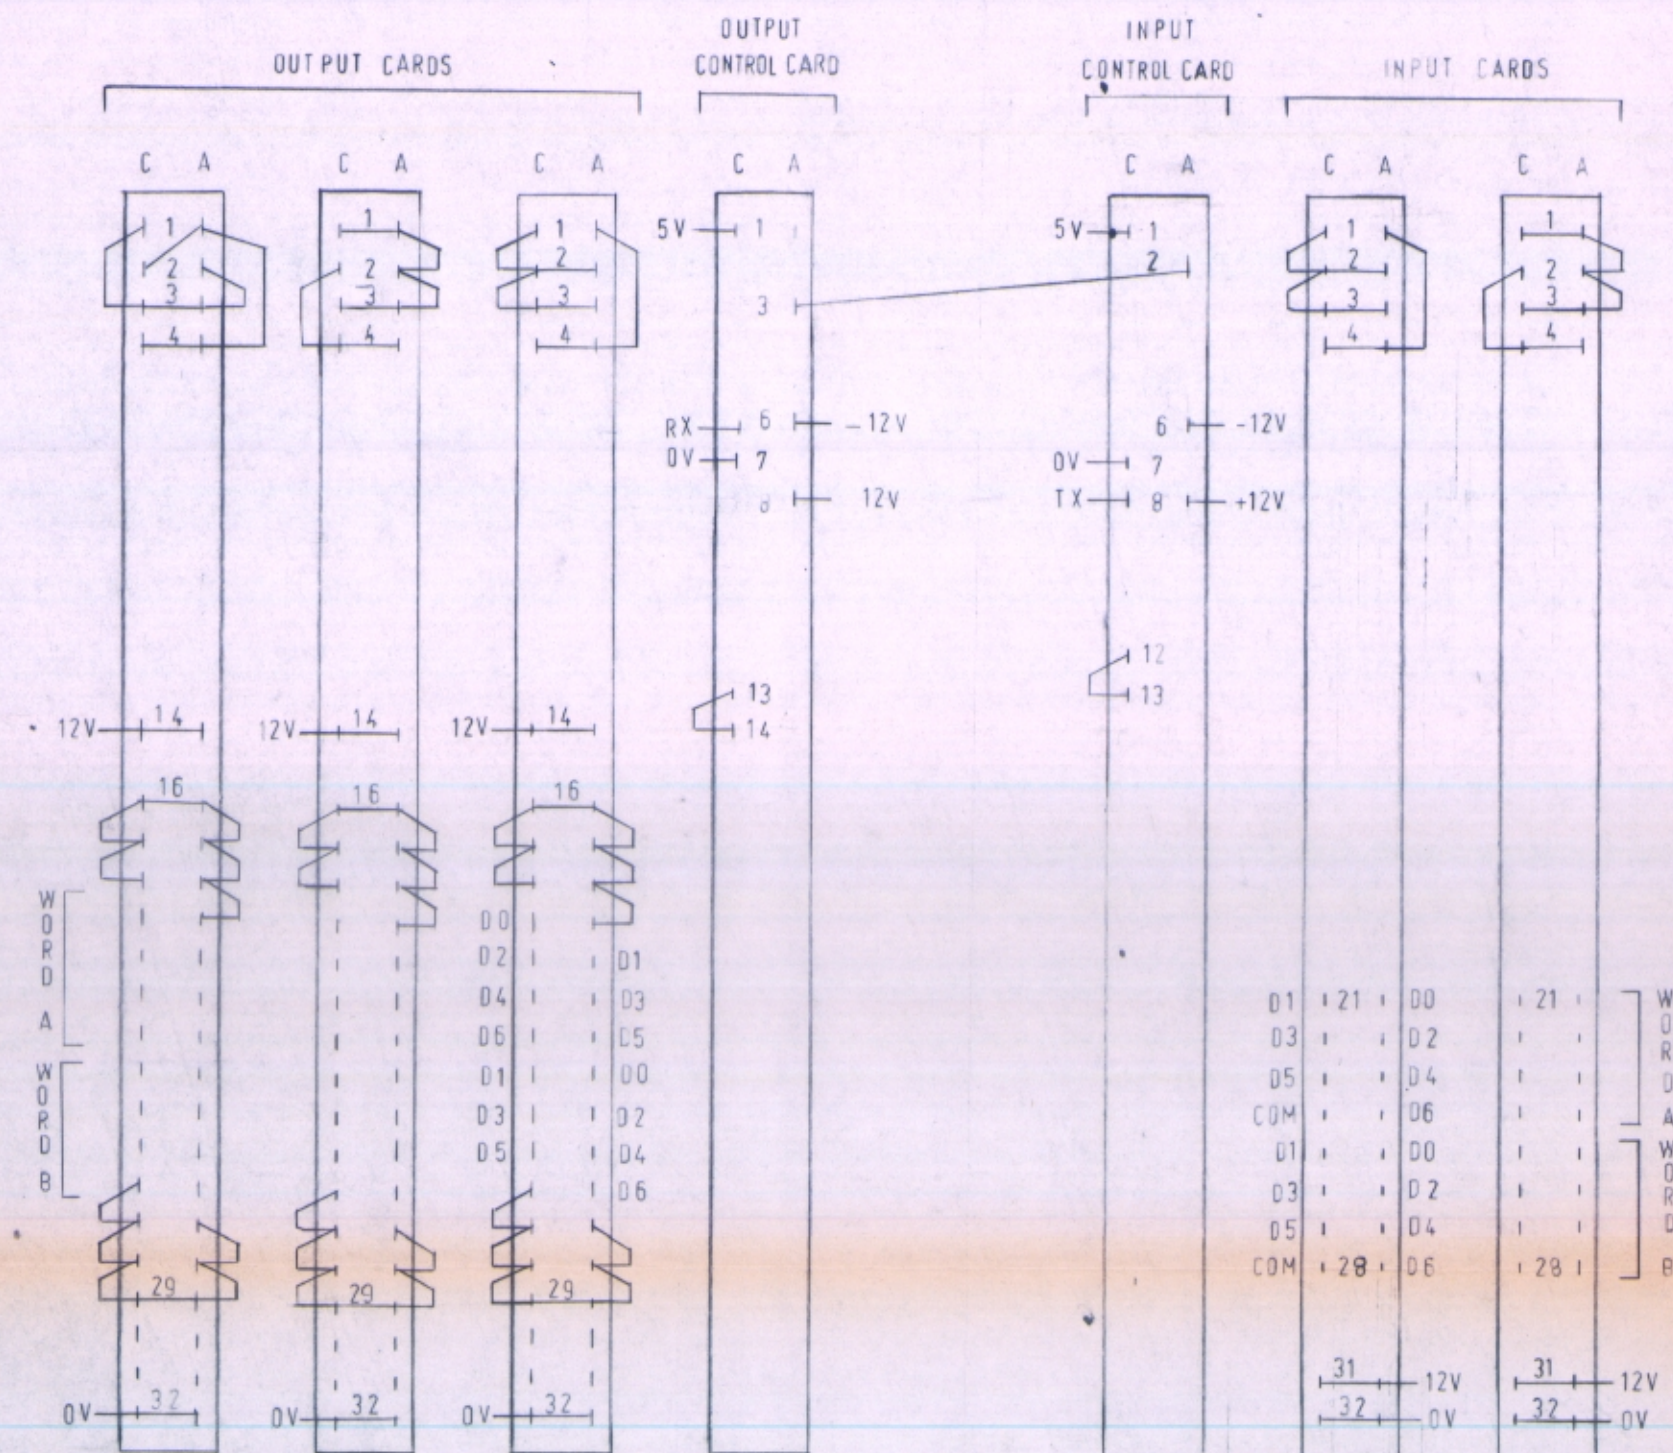 OUTPUT CARDS
OUTPUT
CONTROL CARD
INPUT
CONTROL CARD
INPUT CARDS
C A C A C A C A C A C A C A
1 1 1 5V 1 5V 1 1 1
2 2 2 2 2 2
3 3 3 3 3 3
4 4 4 4 4
RX 6 -12V 6 -12V
0V 7 0V 7
8 12V TX 8 +12V
12
13 13
12V 14 12V 14 12V 14 14
16 16 16
WORD A
D0
D2 D1
D4 D3 D1 21 D0 21
D6 D5 D3 D2
WORD B
D1 D0 D5 D4
D3 D2 COM D6
D5 D4 D1 D0
D6 D3 D2
D5 D4
29 29 29 COM 28 D6 28
WORD A
WORD B
31 12V 31 12V
0V 32 0V 32 0V 32 32 0V 32 0V